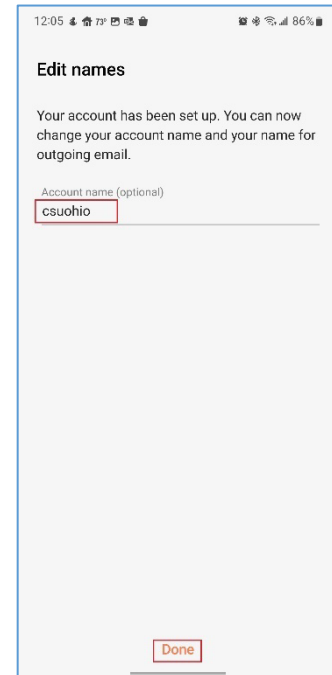 12:05 73° 86%
Edit names
Your account has been set up. You can now
change your account name and your name for
outgoing email.
Account name (optional)
csuohio
Done